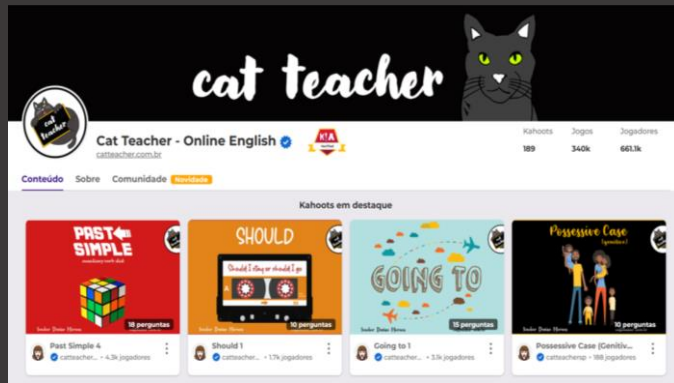 cat teacher
cat
teacher
Cat Teacher - Online English
catteacher.com.br
Kahoots
Jogos
Jogadores
189
340k
661.1k
Conteúdo
Sobre
Comunidade
Novidade
Kahoots em destaque
PAST
SIMPLE
18 perguntas
Past Simple 4
catteacher... • 4.3k jogadores
SHOULD
Should I stay or should I go
A
10 perguntas
Should 1
catteacher... • 1.7k jogadores
GOING TO
15 perguntas
Going to 1
catteacher... • 3.1k jogadores
Possessive Case
(genitive)
10 perguntas
Possessive Case (Genitiv...
catteachersp • 188 jogadores